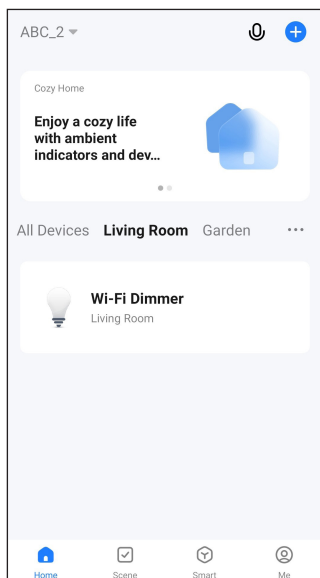 ABC_2
Cozy Home
Enjoy a cozy life
with ambient
indicators and dev...
All Devices Living Room Garden
Wi-Fi Dimmer
Living Room
Home Scene Smart Me